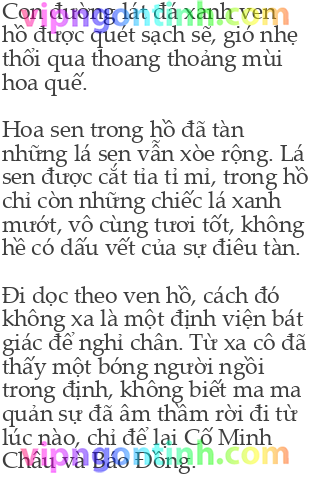 Con đường lát đá xanh ven
hồ được quét sạch sẽ, gió nhẹ
thổi qua thoang thoảng mùi
hoa quế.
Hoa sen trong hồ đã tàn
những lá sen vẫn xòe rộng. Lá
sen được cắt tỉa tỉ mỉ, trong hồ
chỉ còn những chiếc lá xanh
mướt, vô cùng tươi tốt, không
hề có dấu vết của sự điêu tàn.
Đi dọc theo ven hồ, cách đó
không xa là một định viện bát
giác để nghỉ chân. Từ xa cô đã
thấy một bóng người ngồi
trong định, không biết ma ma
quản sự đã âm thầm rời đi từ
lúc nào, chỉ để lại Cố Minh
Châu và Bảo Đồng.
vipngontinh.com
vipngontinh.com